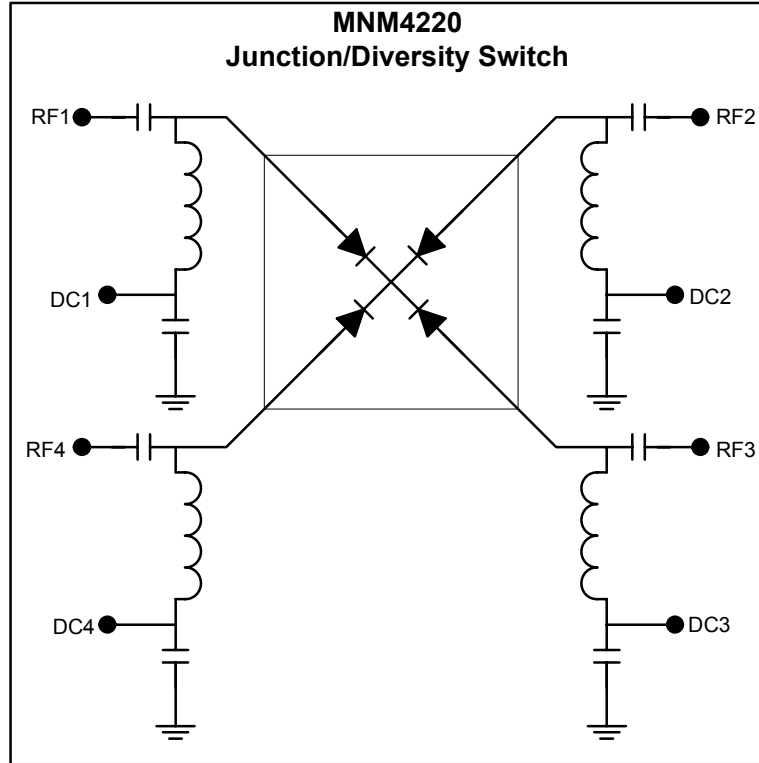 MNM4220
Junction/Diversity Switch
RF1
RF2
DC1
DC2
RF4
RF3
DC4
DC3